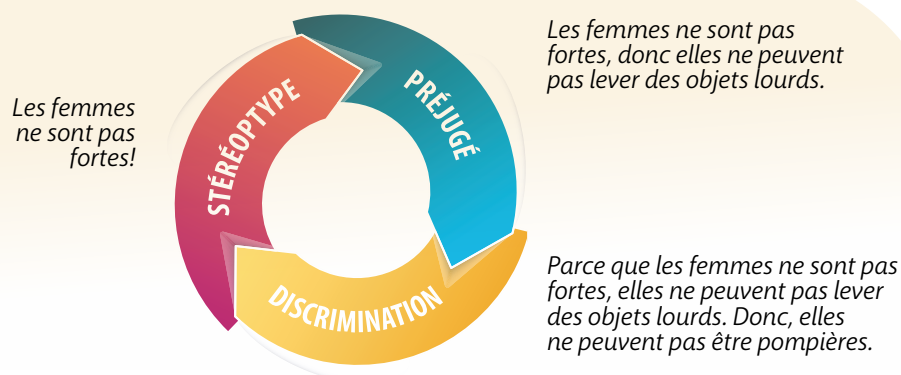 Les femmes
ne sont pas
fortes!
STÉRÉOPTYPE
PRÉJUGÉ
Les femmes ne sont pas
fortes, donc elles ne peuvent
pas lever des objets lourds.
DISCRIMINATION
Parce que les femmes ne sont pas
fortes, elles ne peuvent pas lever
des objets lourds. Donc, elles
ne peuvent pas être pompières.